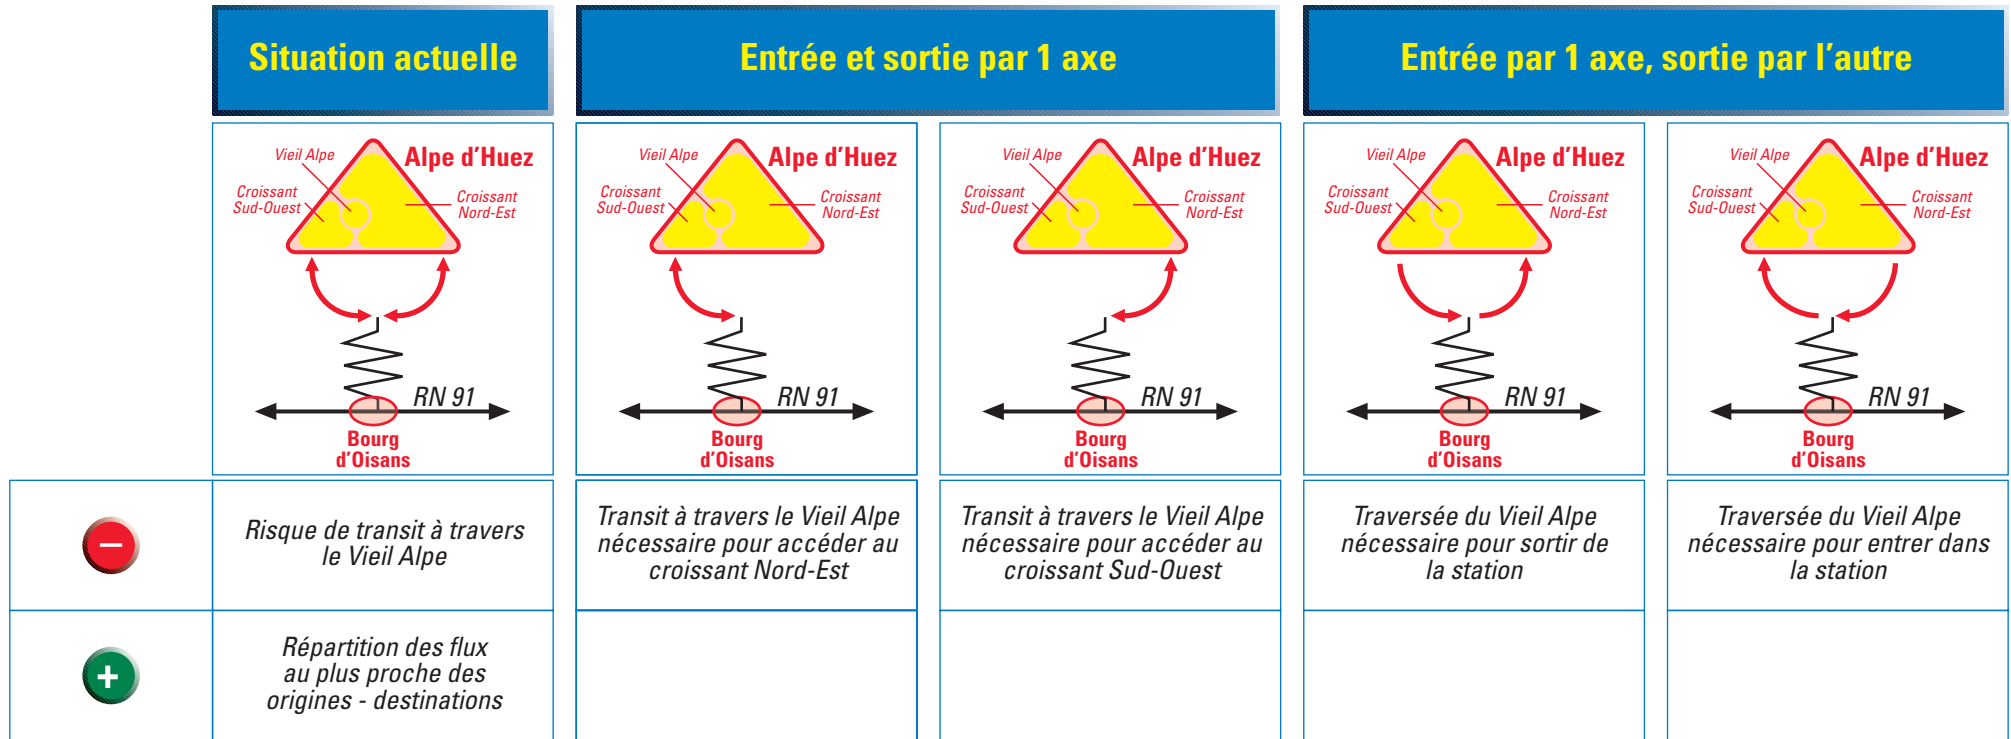 Situation actuelle
Entrée et sortie par 1 axe
Entrée par 1 axe, sortie par l'autre
Vieil Alpe
Alpe d'Huez
Croissant
Sud-Ouest
Croissant
Nord-Est
RN 91
Bourg
d'Oisans
Vieil Alpe
Alpe d'Huez
Croissant
Sud-Ouest
Croissant
Nord-Est
RN 91
Bourg
d'Oisans
Vieil Alpe
Alpe d'Huez
Croissant
Sud-Ouest
Croissant
Nord-Est
RN 91
Bourg
d'Oisans
Vieil Alpe
Alpe d'Huez
Croissant
Sud-Ouest
Croissant
Nord-Est
RN 91
Bourg
d'Oisans
Vieil Alpe
Alpe d'Huez
Croissant
Sud-Ouest
Croissant
Nord-Est
RN 91
Bourg
d'Oisans
–
Risque de transit à travers
le Vieil Alpe
Transit à travers le Vieil Alpe
nécessaire pour accéder au
croissant Nord-Est
Transit à travers le Vieil Alpe
nécessaire pour accéder au
croissant Sud-Ouest
Traversée du Vieil Alpe
nécessaire pour sortir de
la station
Traversée du Vieil Alpe
nécessaire pour entrer dans
la station
+
Répartition des flux
au plus proche des
origines - destinations